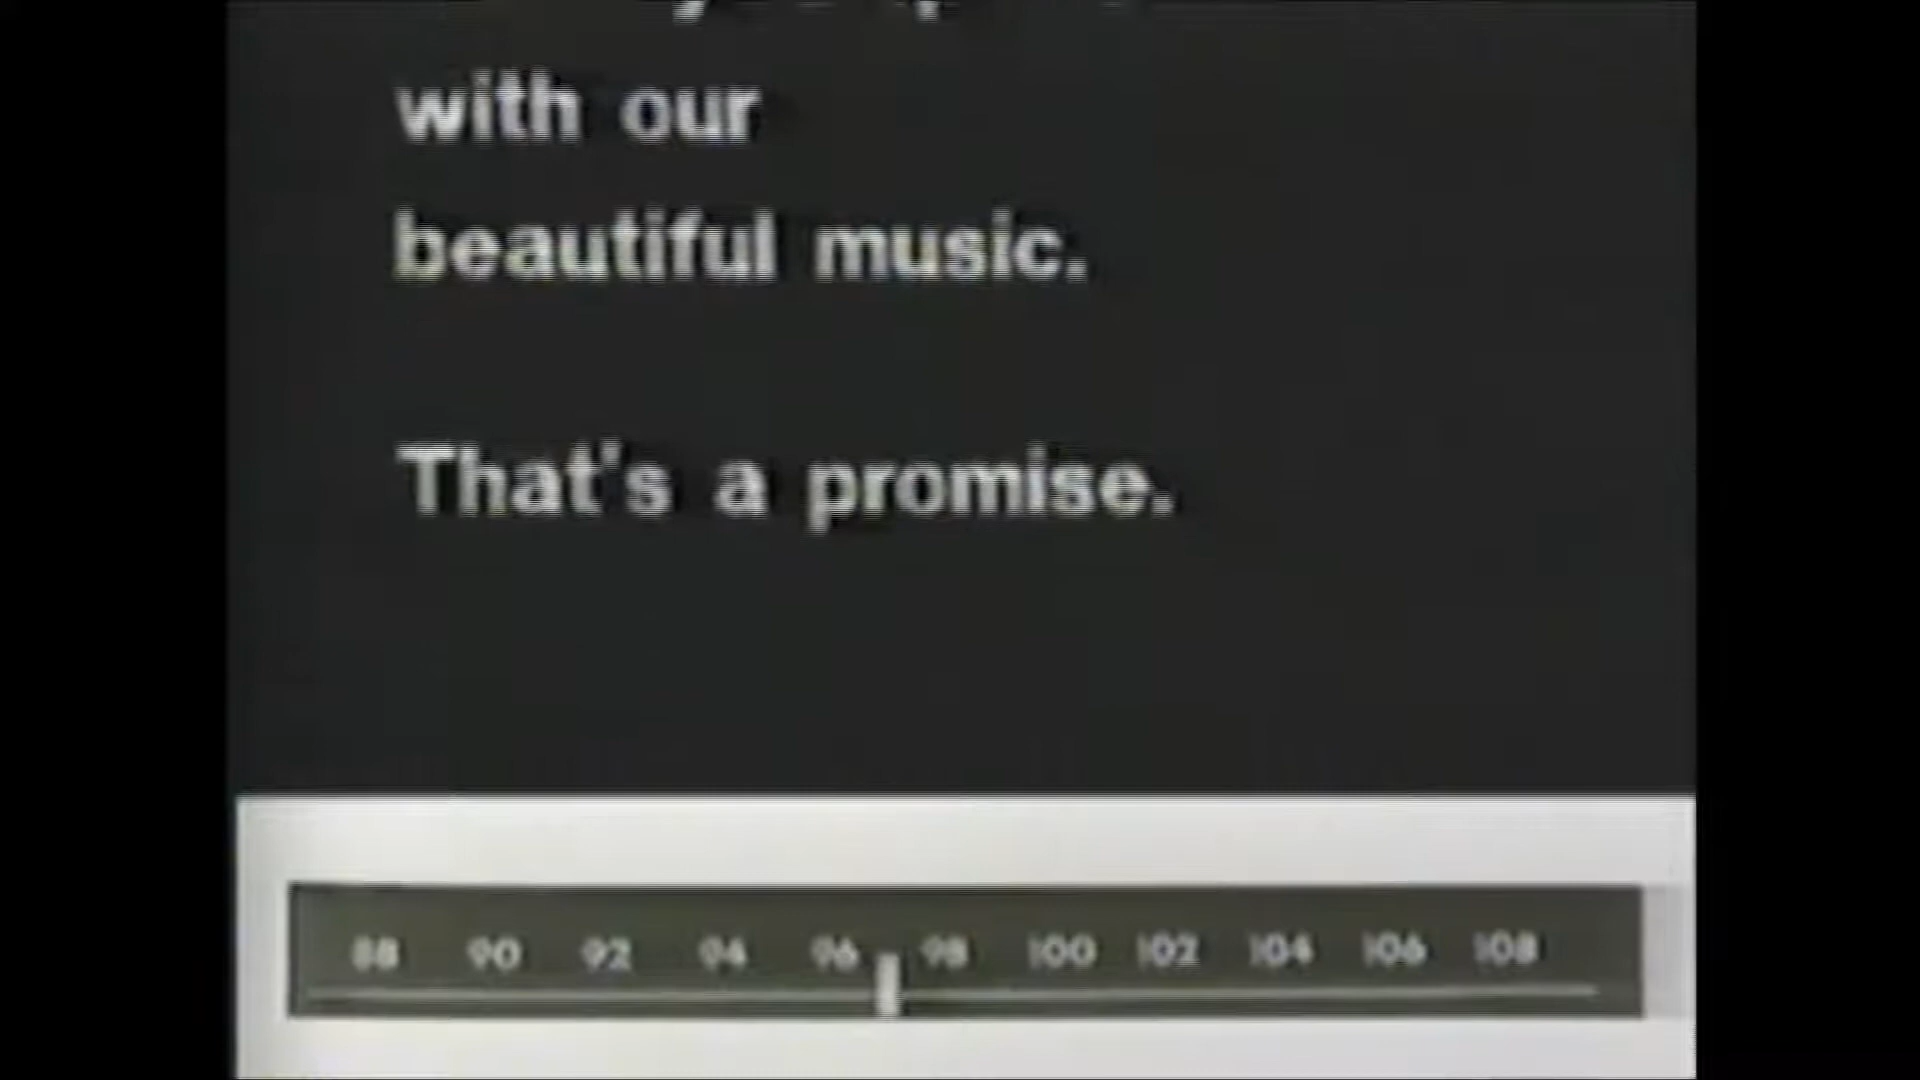 with our
beautiful music.
That's a promise.
88 90 92 94 96 98 100 102 104 106 108